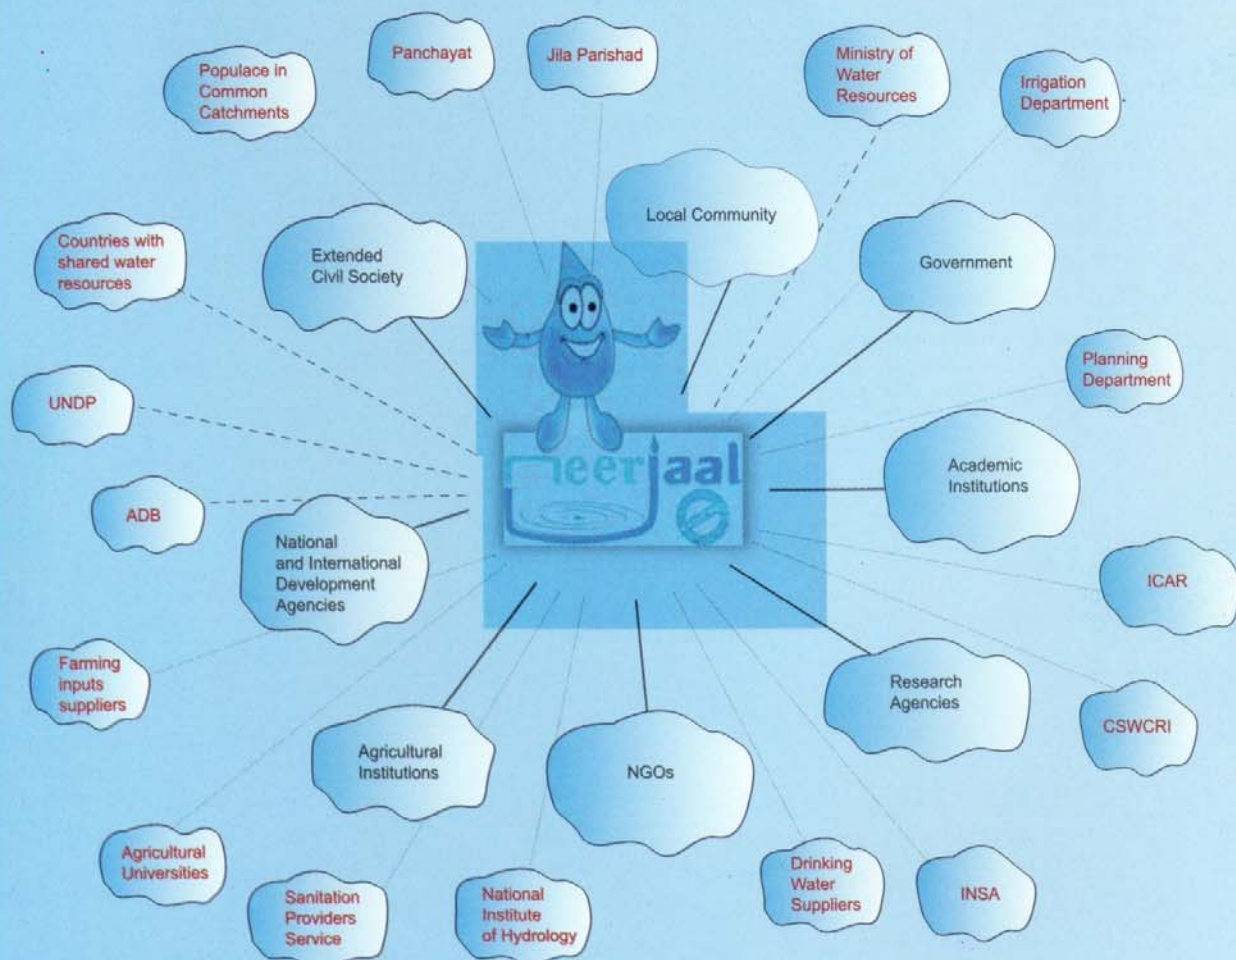 Panchayat
Jila Parishad
Ministry of
Water
Resources
Populace in
Common
Catchments
Irrigation
Department
Local Community
Countries with
shared water
resources
Extended
Civil Society
Government
Planning
Department
UNDP
meerjaal
Academic
Institutions
ADB
National
and International
Development
Agencies
ICAR
Farming
inputs
suppliers
Research
Agencies
CSWCRI
Agricultural
Institutions
NGOs
Agricultural
Universities
Sanitation
Providers
Service
National
Institute
of Hydrology
Drinking
Water
Suppliers
INSA